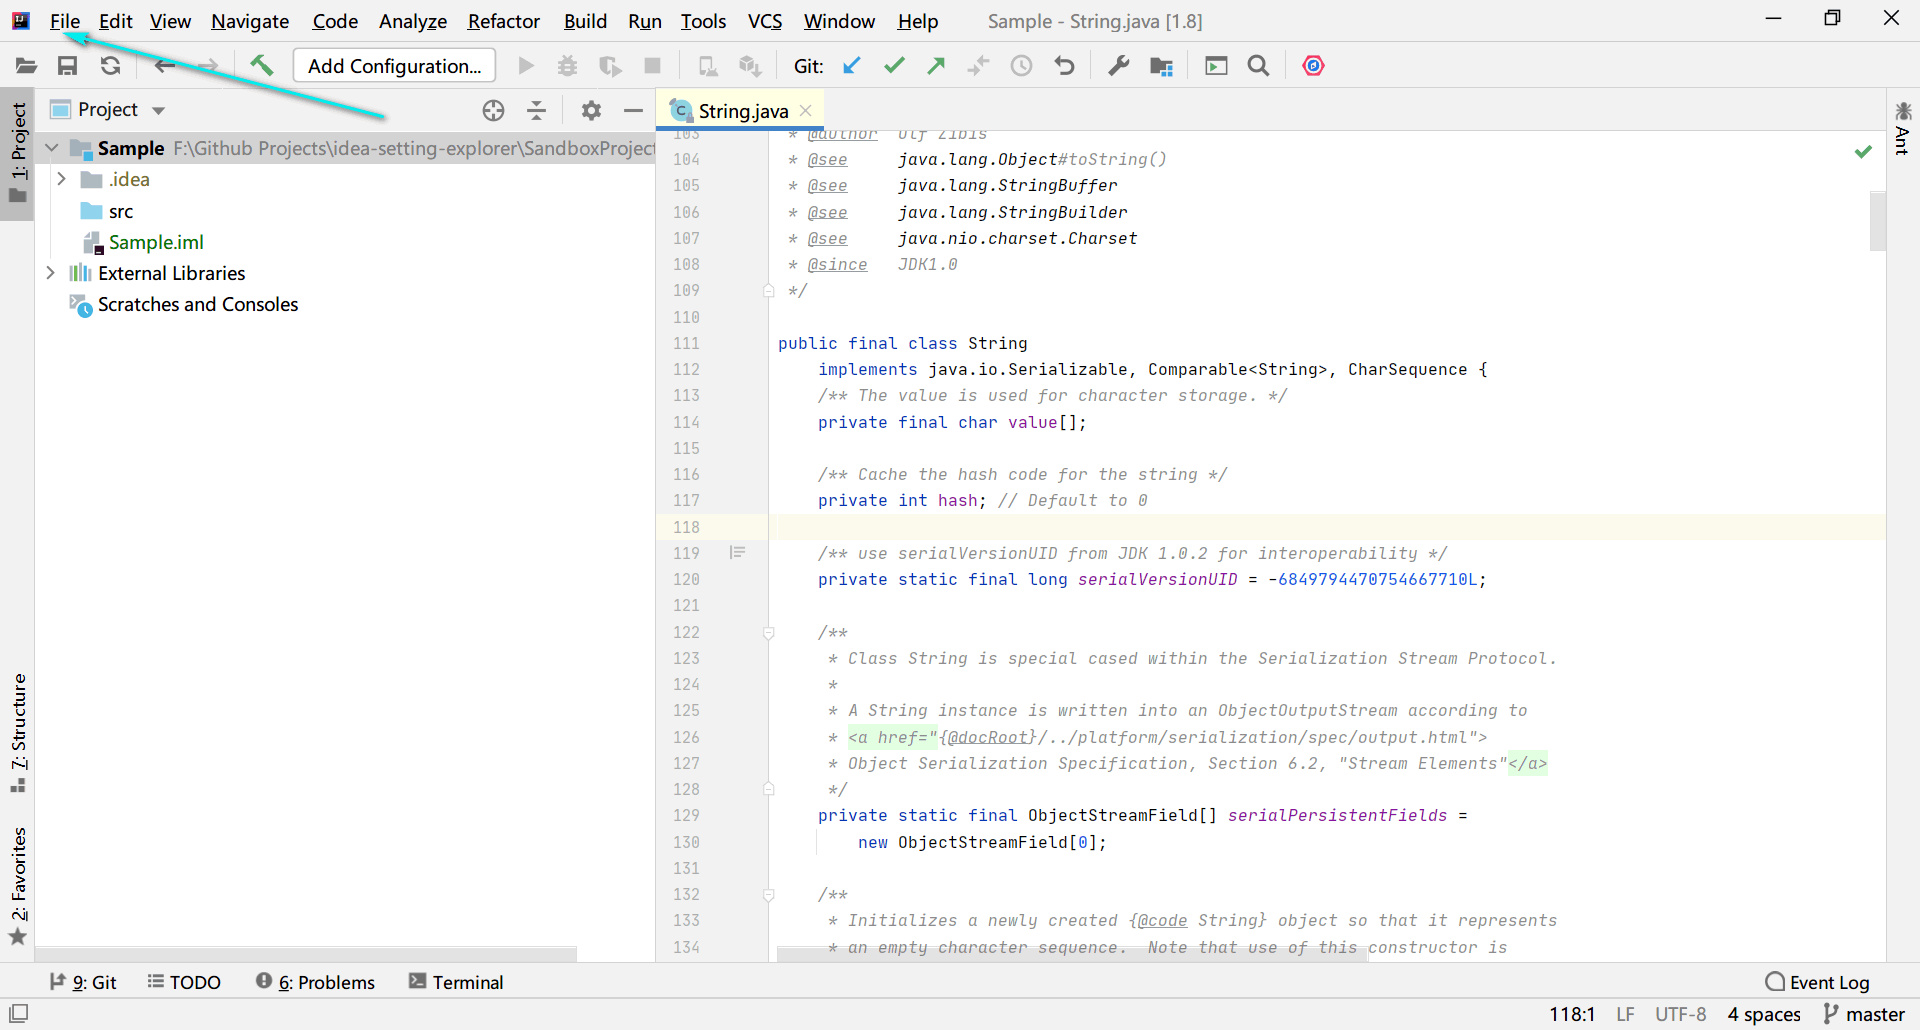 File Edit View Navigate Code Analyze Refactor Build Run Tools VCS Window Help Sample - String.java [1.8]
Add Configuration... Git:
1: Project
Project
String.java
Ant
Sample F:\Github Projects\idea-setting-explorer\SandboxProject
.idea
src
Sample.iml
External Libraries
Scratches and Consoles
103 * @author Ulf Zibis
104 * @see java.lang.Object#toString()
105 * @see java.lang.StringBuffer
106 * @see java.lang.StringBuilder
107 * @see java.nio.charset.Charset
108 * @since JDK1.0
109 */
110
111 public final class String
112 implements java.io.Serializable, Comparable<String>, CharSequence {
113 /** The value is used for character storage. */
114 private final char value[];
115
116 /** Cache the hash code for the string */
117 private int hash; // Default to 0
118
119 /** use serialVersionUID from JDK 1.0.2 for interoperability */
120 private static final long serialVersionUID = -6849794470754667710L;
121
122 /**
123 * Class String is special cased within the Serialization Stream Protocol.
124 *
125 * A String instance is written into an ObjectOutputStream according to
126 * <a href="{@docRoot}/../platform/serialization/spec/output.html">
127 * Object Serialization Specification, Section 6.2, "Stream Elements"</a>
128 */
129 private static final ObjectStreamField[] serialPersistentFields =
130 new ObjectStreamField[0];
131
132 /**
133 * Initializes a newly created {@code String} object so that it represents
134 * an empty character sequence. Note that use of this constructor is
7: Structure
2: Favorites
9: Git TODO 6: Problems Terminal Event Log
118:1 LF UTF-8 4 spaces master